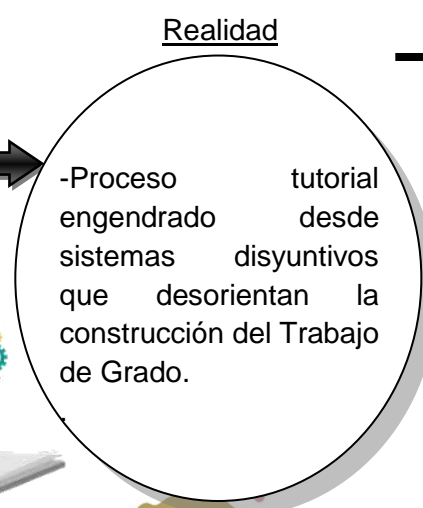 Realidad
-Proceso tutorial
engendrado desde
sistemas disyuntivos
que desorientan la
construcción del Trabajo
de Grado.
.